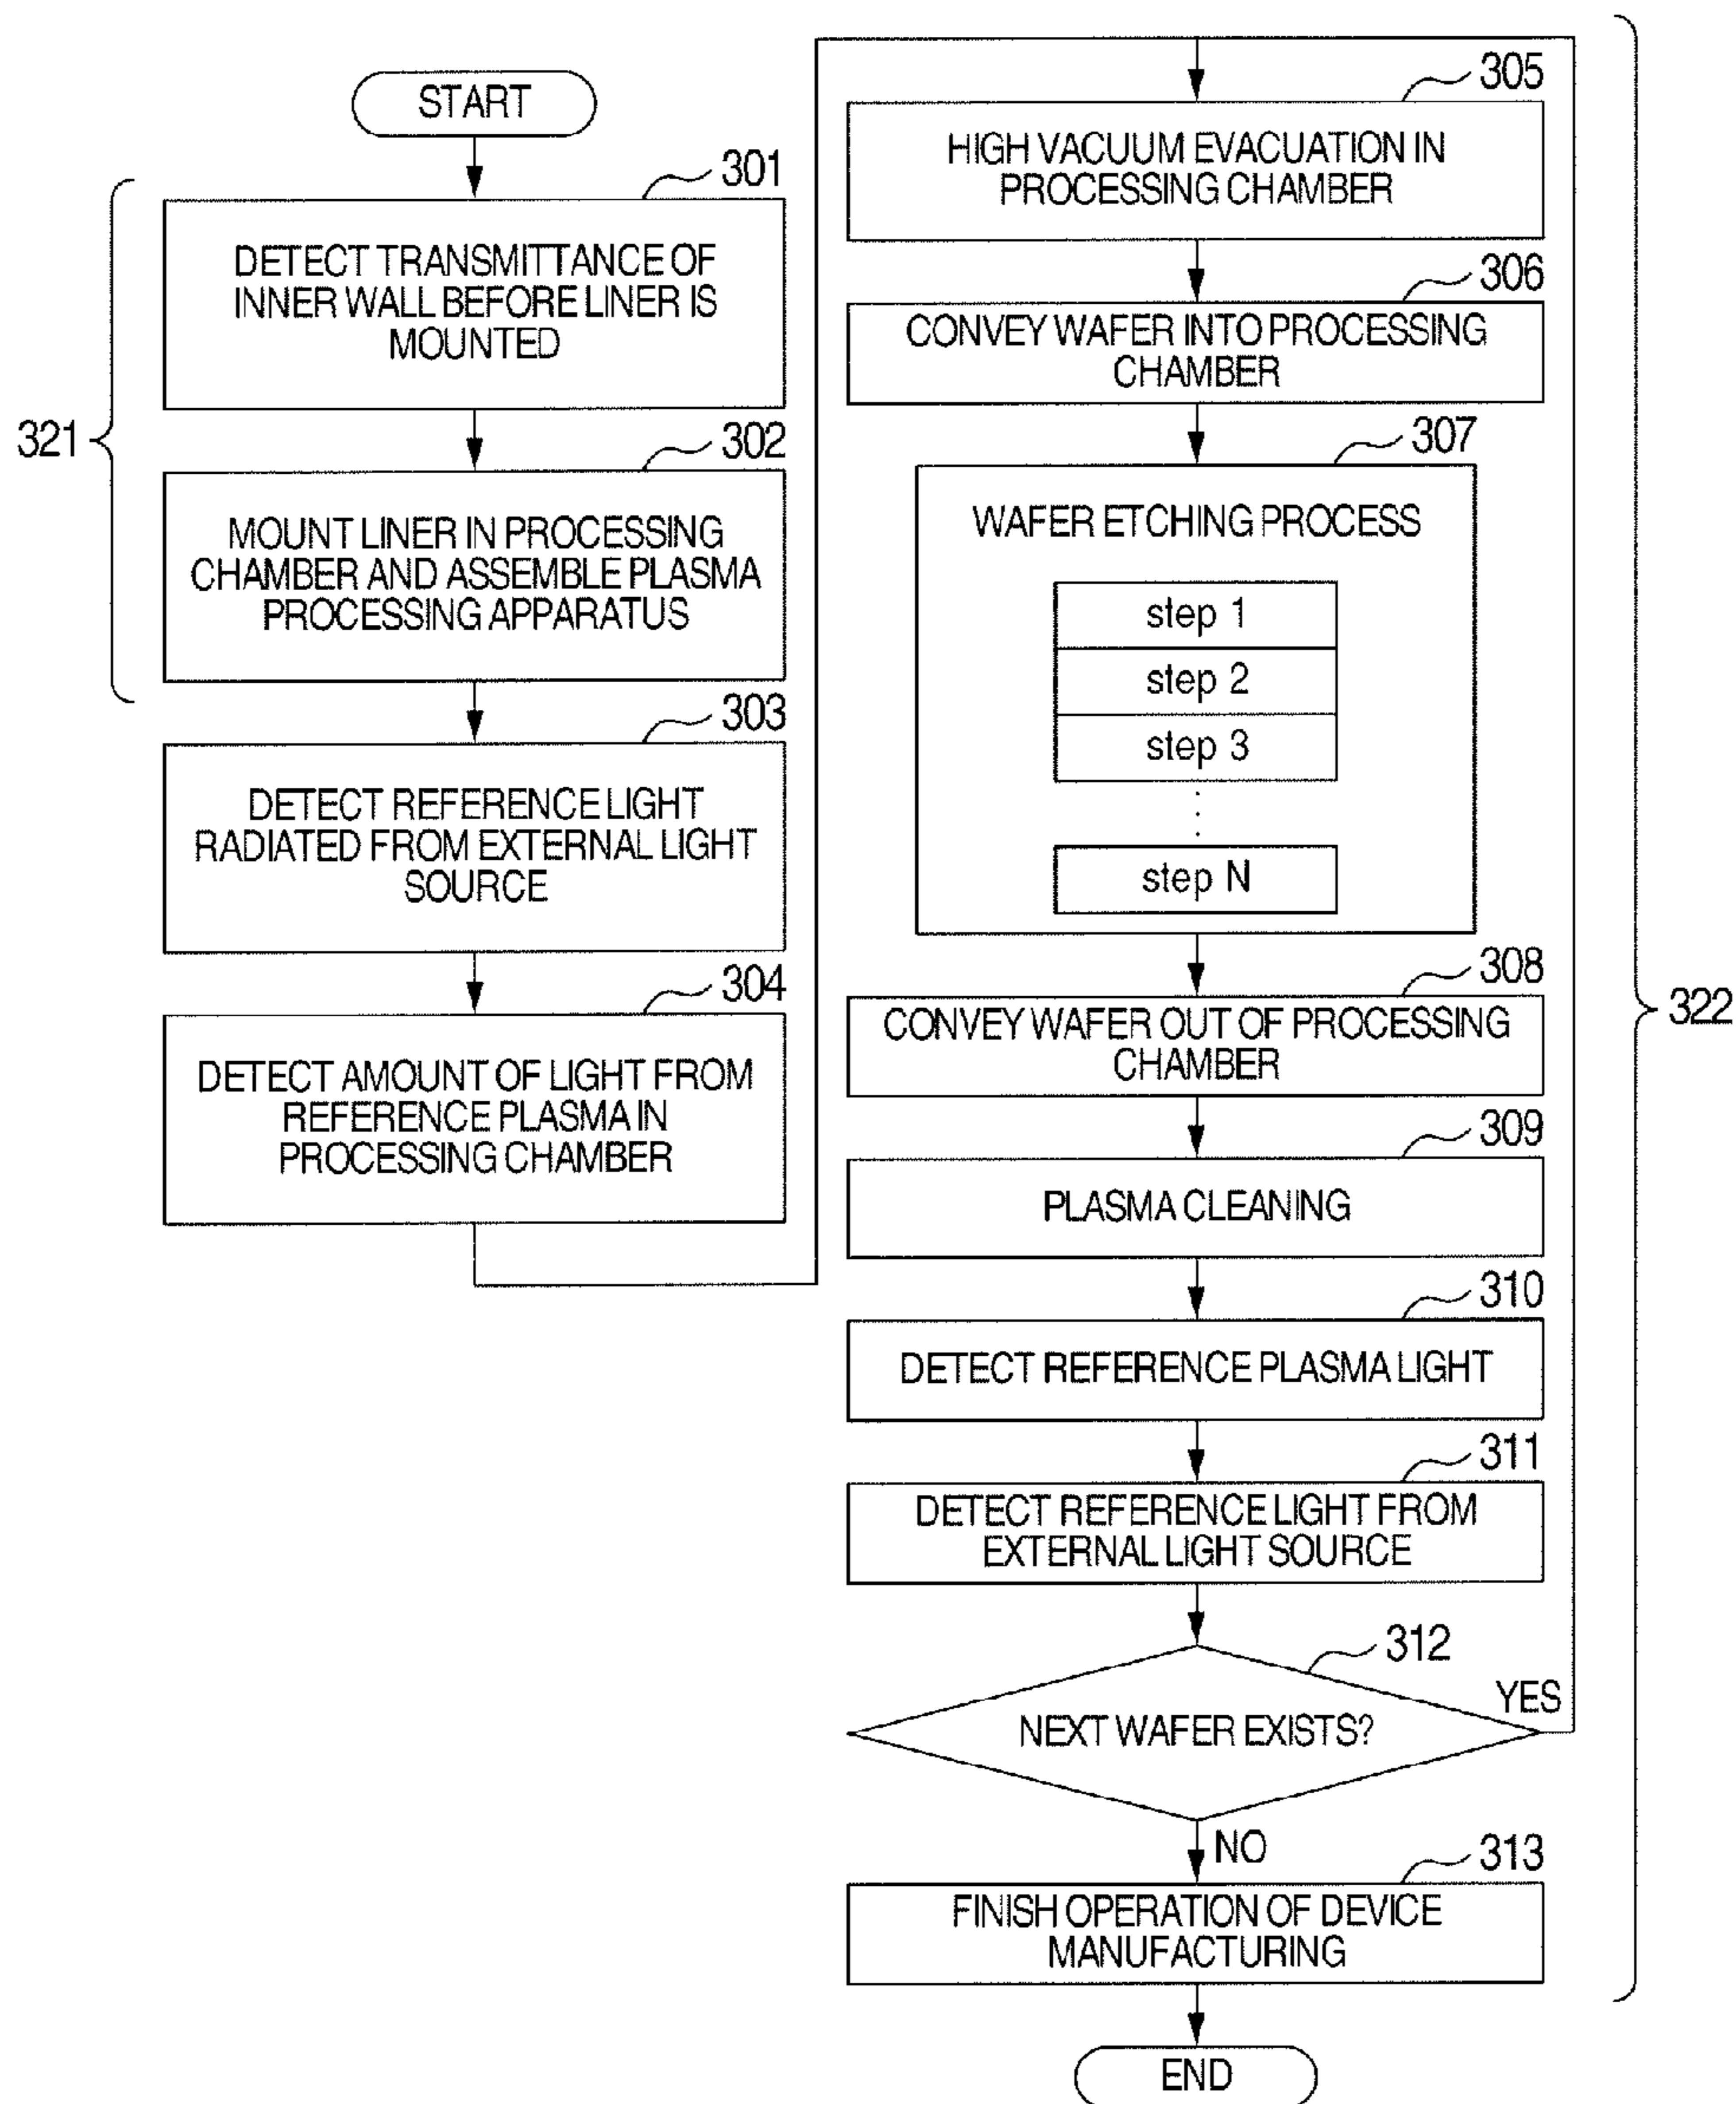 START
301
DETECT TRANSMITTANCE OF
INNER WALL BEFORE LINER IS
MOUNTED
321
302
MOUNT LINER IN PROCESSING
CHAMBER AND ASSEMBLE PLASMA
PROCESSING APPARATUS
303
DETECT REFERENCE LIGHT
RADIATED FROM EXTERNAL LIGHT
SOURCE
304
DETECT AMOUNT OF LIGHT FROM
REFERENCE PLASMA IN
PROCESSING CHAMBER
305
HIGH VACUUM EVACUATION IN
PROCESSING CHAMBER
306
CONVEY WAFER INTO PROCESSING
CHAMBER
307
WAFER ETCHING PROCESS
step 1
step 2
step 3
step N
308
CONVEY WAFER OUT OF PROCESSING
CHAMBER
322
309
PLASMA CLEANING
310
DETECT REFERENCE PLASMA LIGHT
311
DETECT REFERENCE LIGHT FROM
EXTERNAL LIGHT SOURCE
312
NEXT WAFER EXISTS?
YES
NO
313
FINISH OPERATION OF DEVICE
MANUFACTURING
END